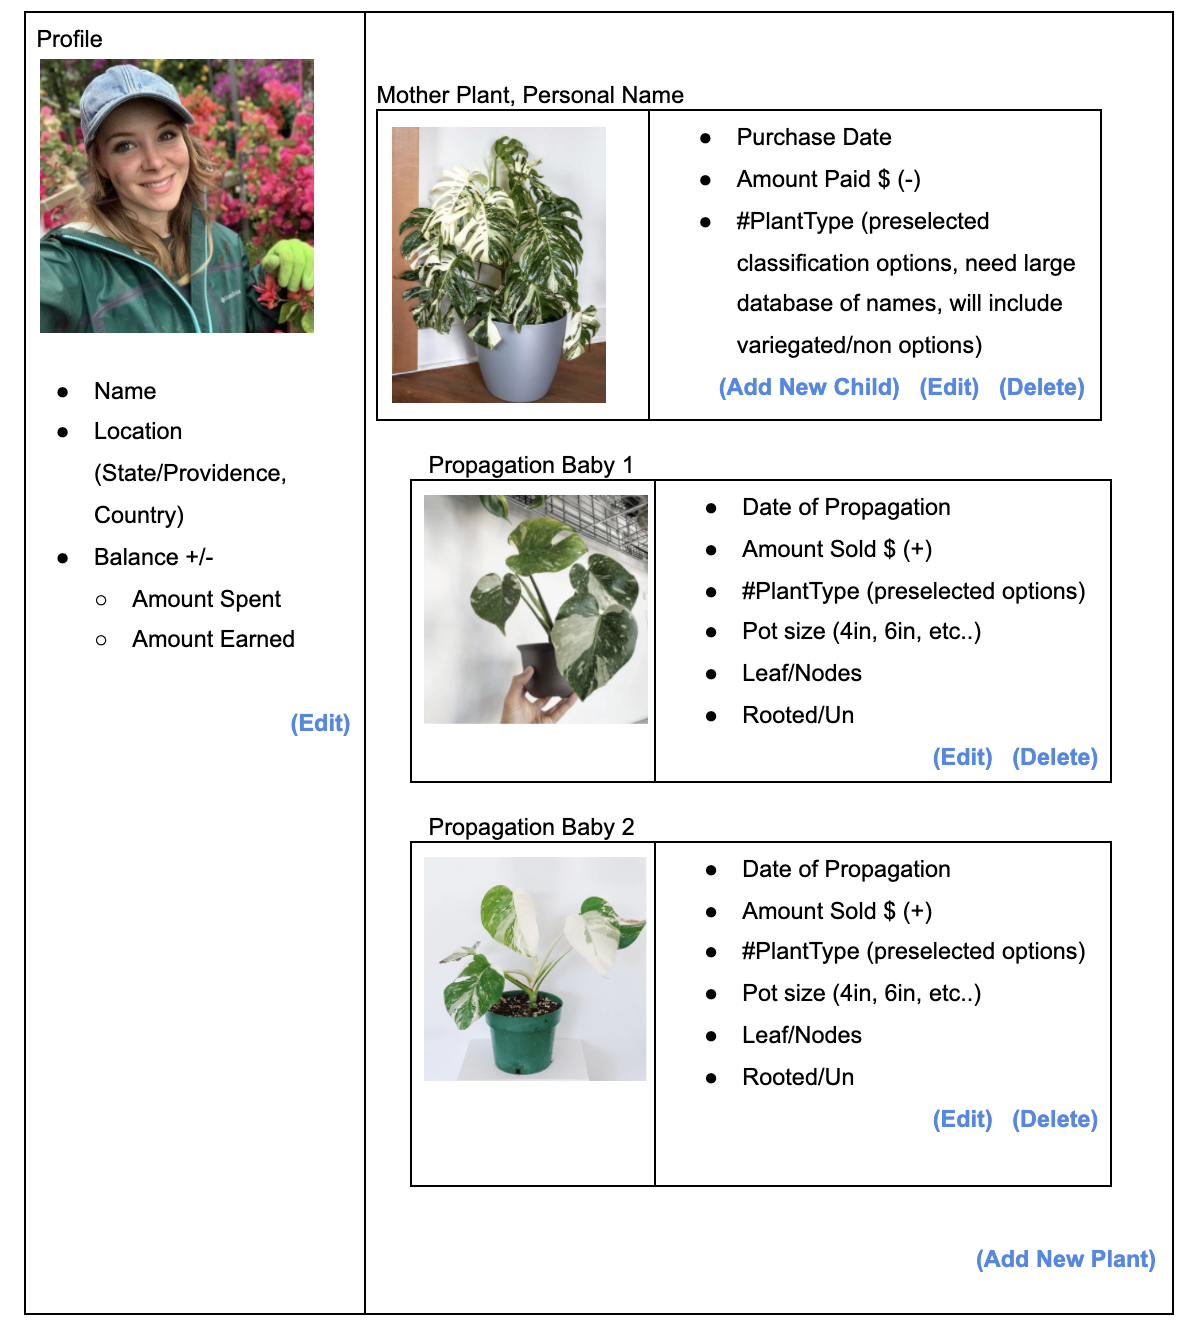 Profile
● Name
● Location
(State/Providence,
Country)
● Balance +/-
○ Amount Spent
○ Amount Earned
(Edit)
Mother Plant, Personal Name
● Purchase Date
● Amount Paid $ (-)
● #PlantType (preselected
classification options, need large
database of names, will include
variegated/non options)
(Add New Child) (Edit) (Delete)
Propagation Baby 1
● Date of Propagation
● Amount Sold $ (+)
● #PlantType (preselected options)
● Pot size (4in, 6in, etc..)
● Leaf/Nodes
● Rooted/Un
(Edit) (Delete)
Propagation Baby 2
● Date of Propagation
● Amount Sold $ (+)
● #PlantType (preselected options)
● Pot size (4in, 6in, etc..)
● Leaf/Nodes
● Rooted/Un
(Edit) (Delete)
(Add New Plant)